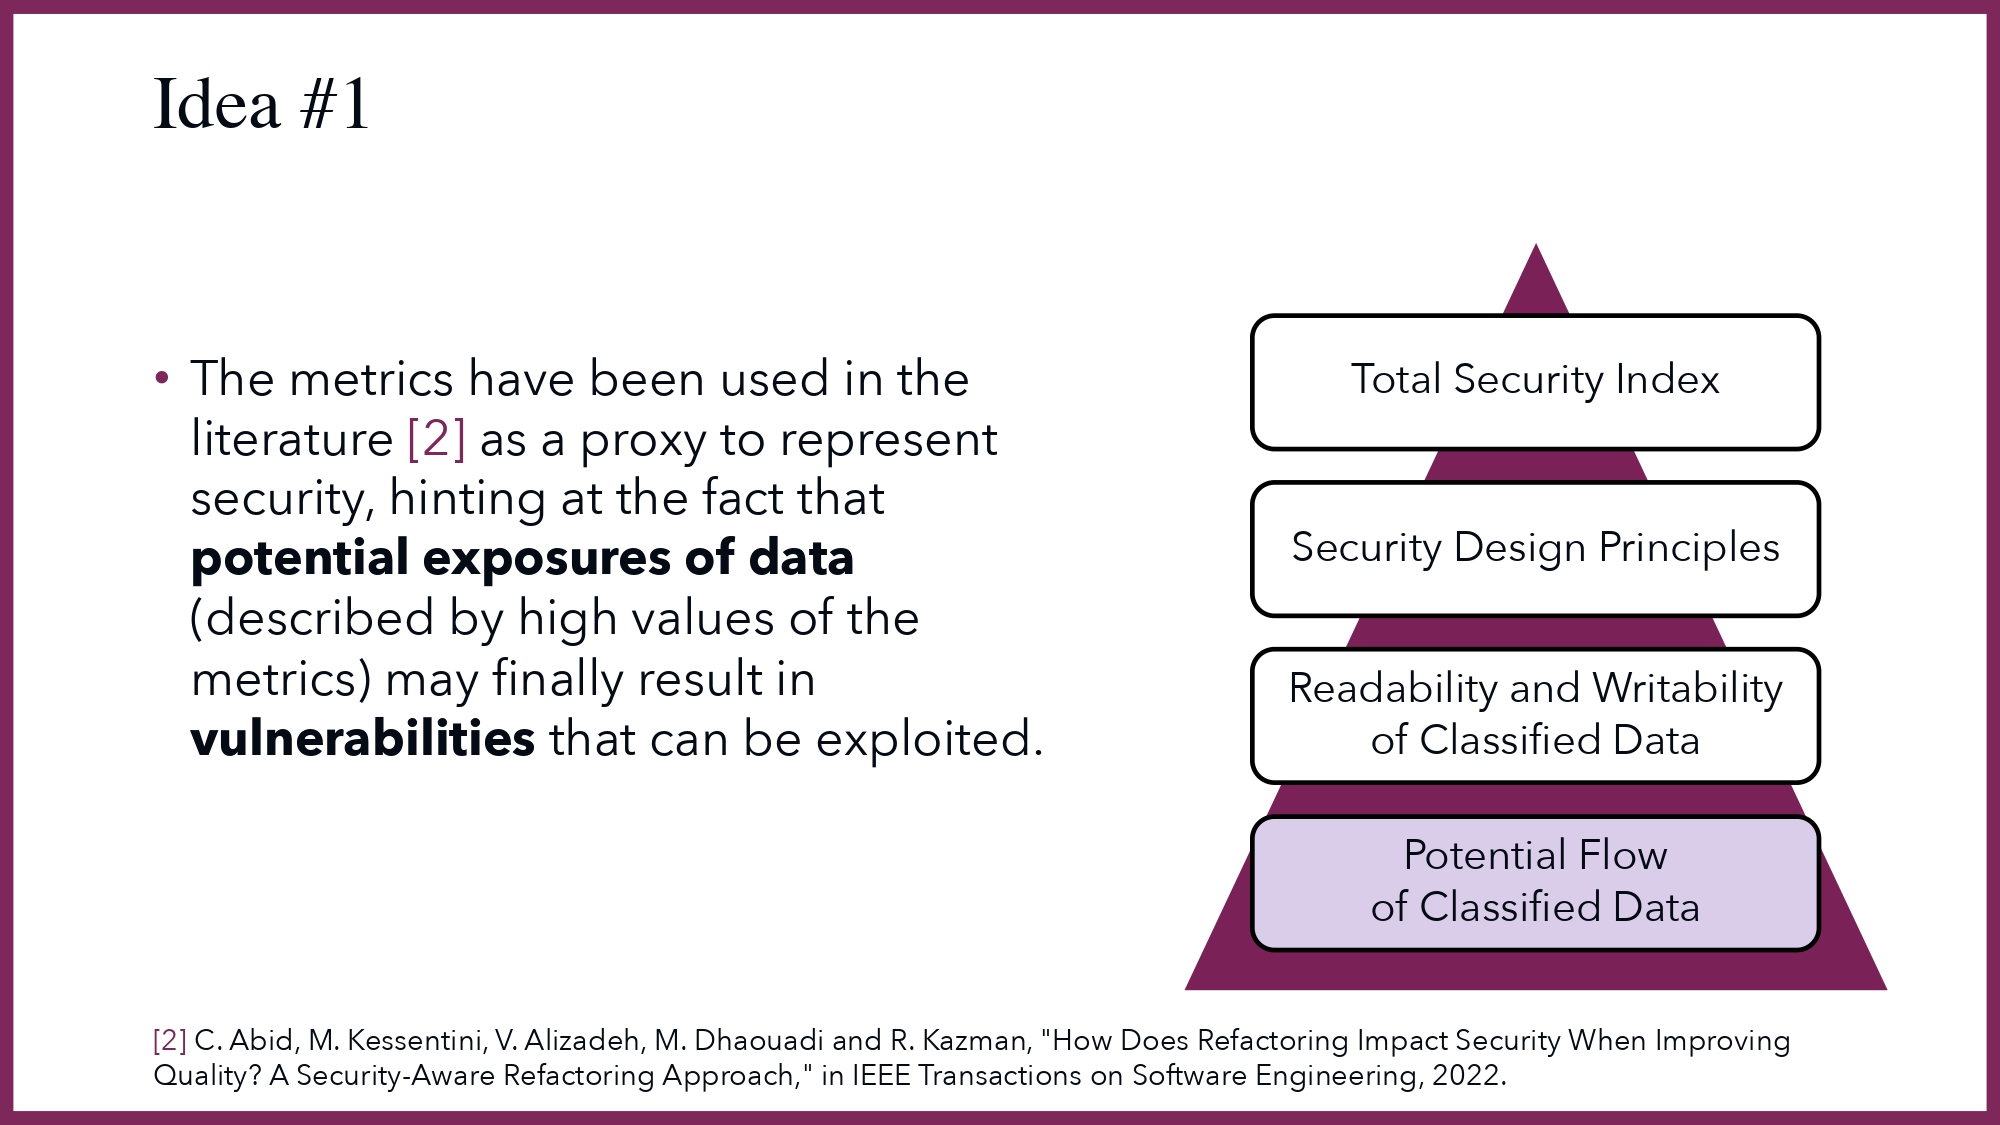 Idea #1
• The metrics have been used in the
literature [2] as a proxy to represent
security, hinting at the fact that
potential exposures of data
(described by high values of the
metrics) may finally result in
vulnerabilities that can be exploited.
Total Security Index
Security Design Principles
Readability and Writability
of Classified Data
Potential Flow
of Classified Data
[2] C. Abid, M. Kessentini, V. Alizadeh, M. Dhaouadi and R. Kazman, "How Does Refactoring Impact Security When Improving
Quality? A Security-Aware Refactoring Approach," in IEEE Transactions on Software Engineering, 2022.